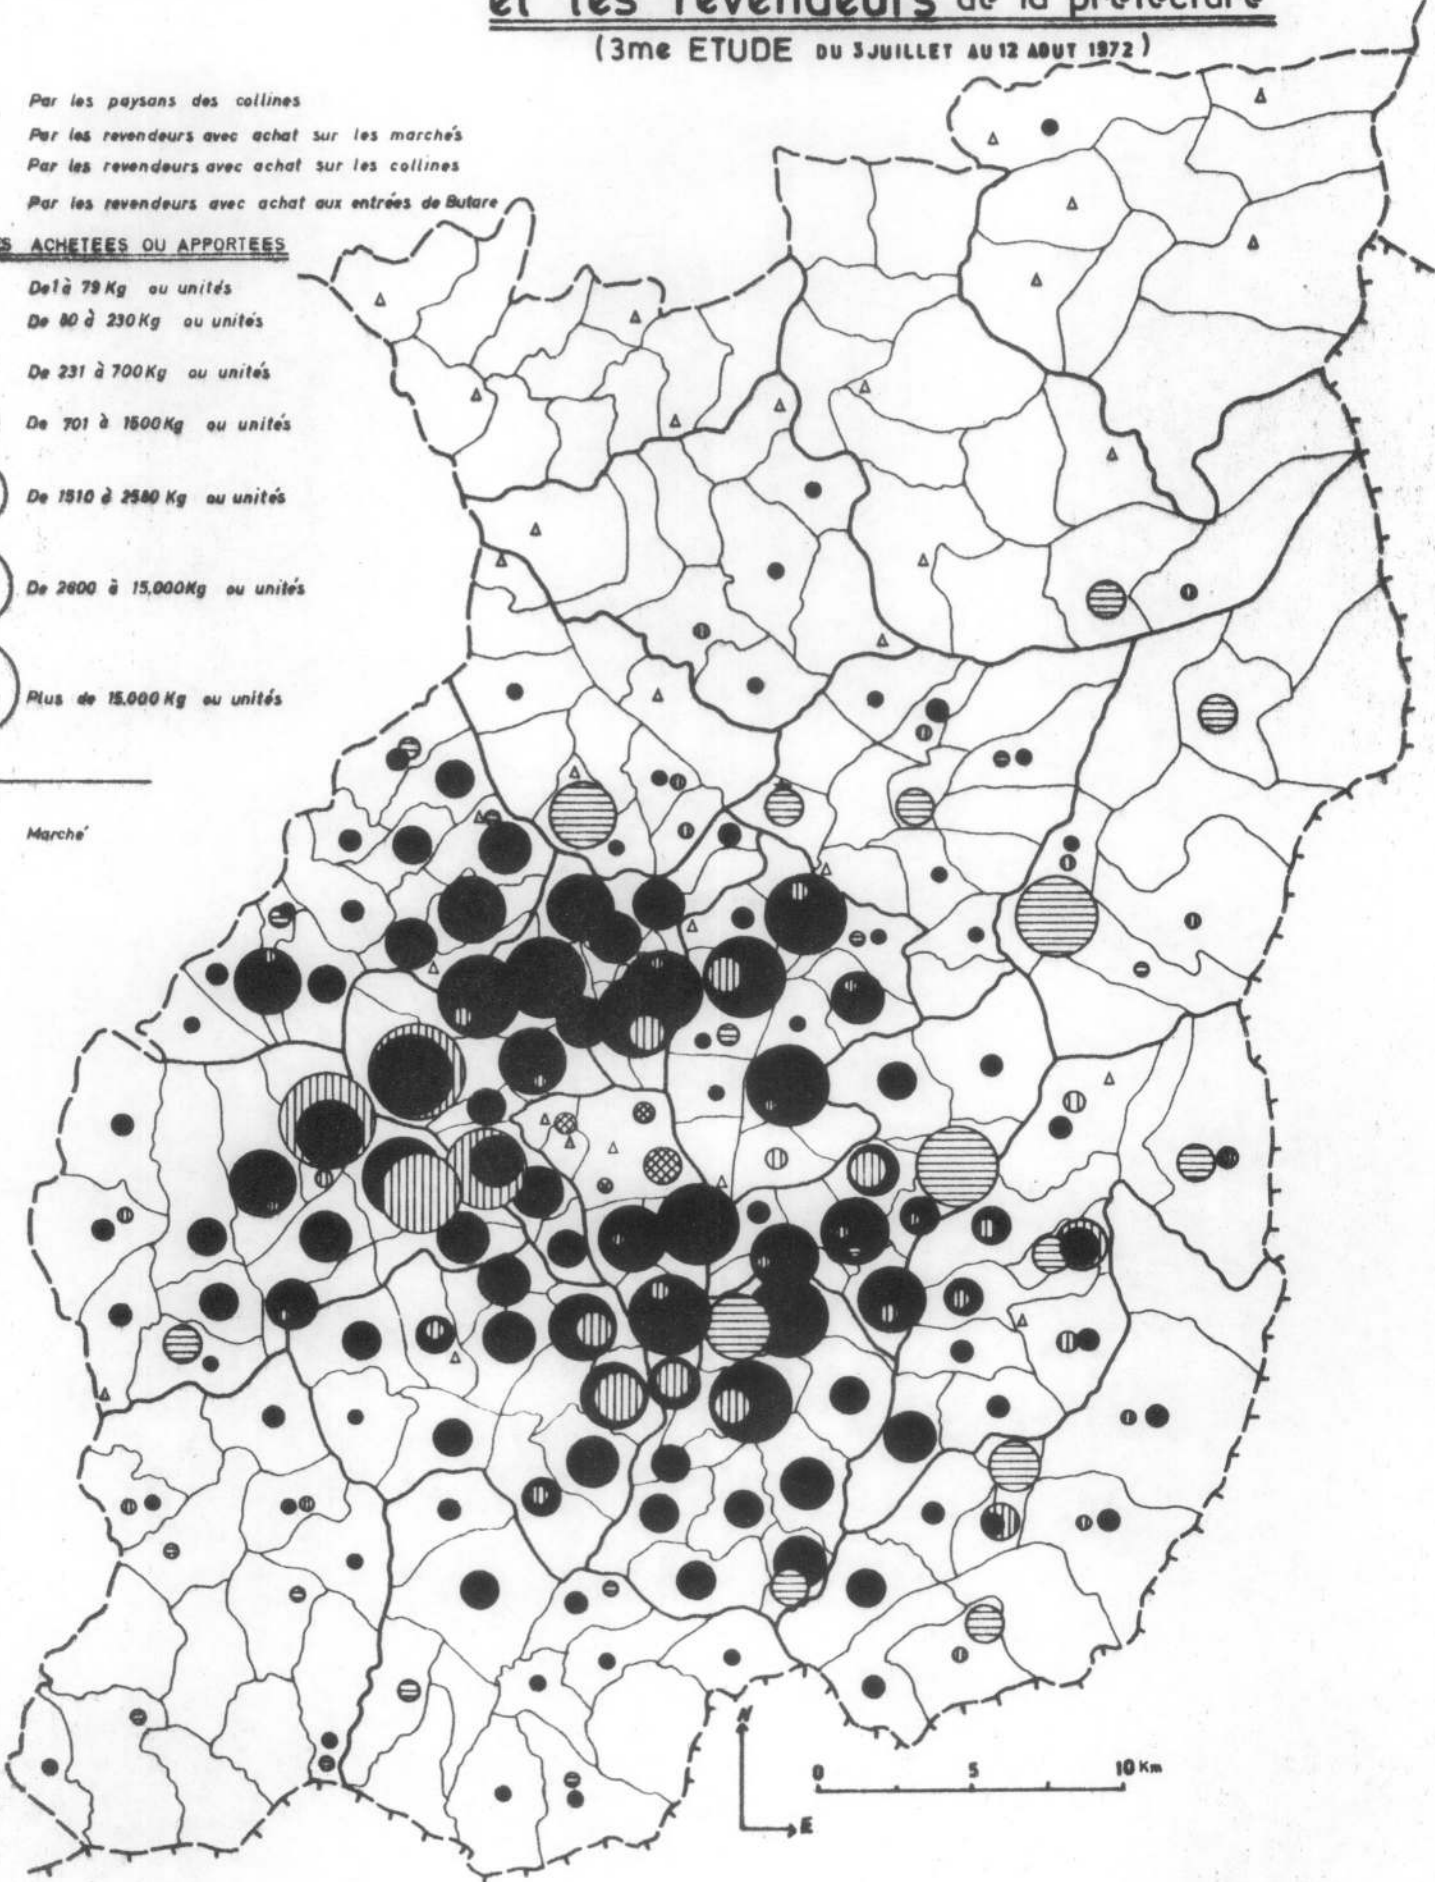 et les revendeurs de la préfecture
(3me ETUDE DU 3 JUILLET AU 12 AOUT 1972)
Par les paysans des collines
Par les revendeurs avec achat sur les marchés
Par les revendeurs avec achat sur les collines
Par les revendeurs avec achat aux entrées de Butare
S ACHETEES OU APPORTEES
De 1 à 79 Kg ou unités
De 80 à 230 Kg ou unités
De 231 à 700 Kg ou unités
De 701 à 1500 Kg ou unités
De 1510 à 2580 Kg ou unités
De 2600 à 15.000 Kg ou unités
Plus de 15.000 Kg ou unités
Marché
N
E
0 5 10 Km